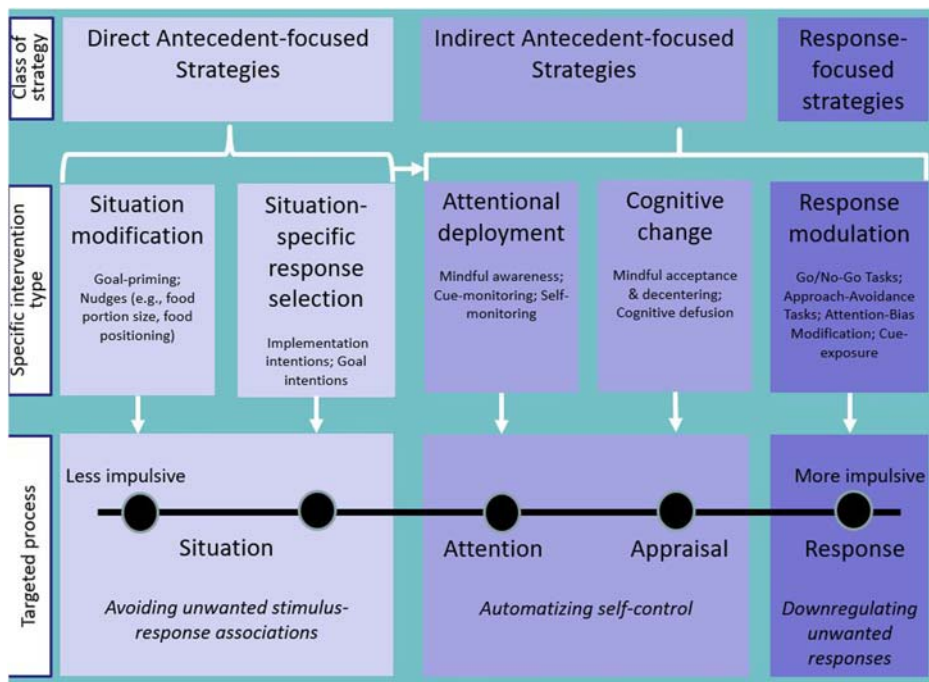 Class of
strategy
Direct Antecedent-focused
Strategies
Indirect Antecedent-focused
Strategies
Response-
focused
strategies
Specific intervention
type
Situation
modification
Goal-priming;
Nudges (e.g., food
portion size, food
positioning)
Situation-
specific
response
selection
Implementation
intentions; Goal
intentions
Attentional
deployment
Mindful awareness;
Cue-monitoring; Self-
monitoring
Cognitive
change
Mindful acceptance
& decentering;
Cognitive defusion
Response
modulation
Go/No-Go Tasks;
Approach-Avoidance
Tasks; Attention-Bias
Modification; Cue-
exposure
Targeted process
Less impulsive
More impulsive
Situation
Attention
Appraisal
Response
Avoiding unwanted stimulus-
response associations
Automatizing self-control
Downregulating
unwanted
responses